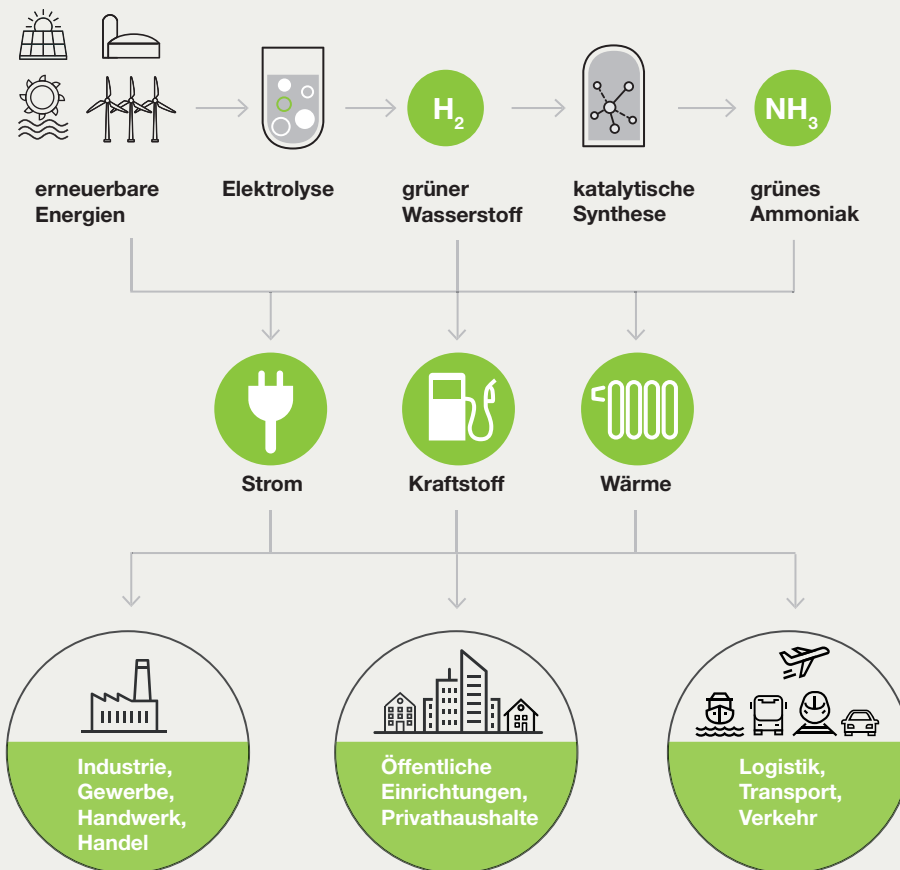 H₂
NH₃
erneuerbare
Energien
Elektrolyse
grüner
Wasserstoff
katalytische
Synthese
grünes
Ammoniak
Strom
Kraftstoff
Wärme
Industrie,
Gewerbe,
Handwerk,
Handel
Öffentliche
Einrichtungen,
Privathaushalte
Logistik,
Transport,
Verkehr